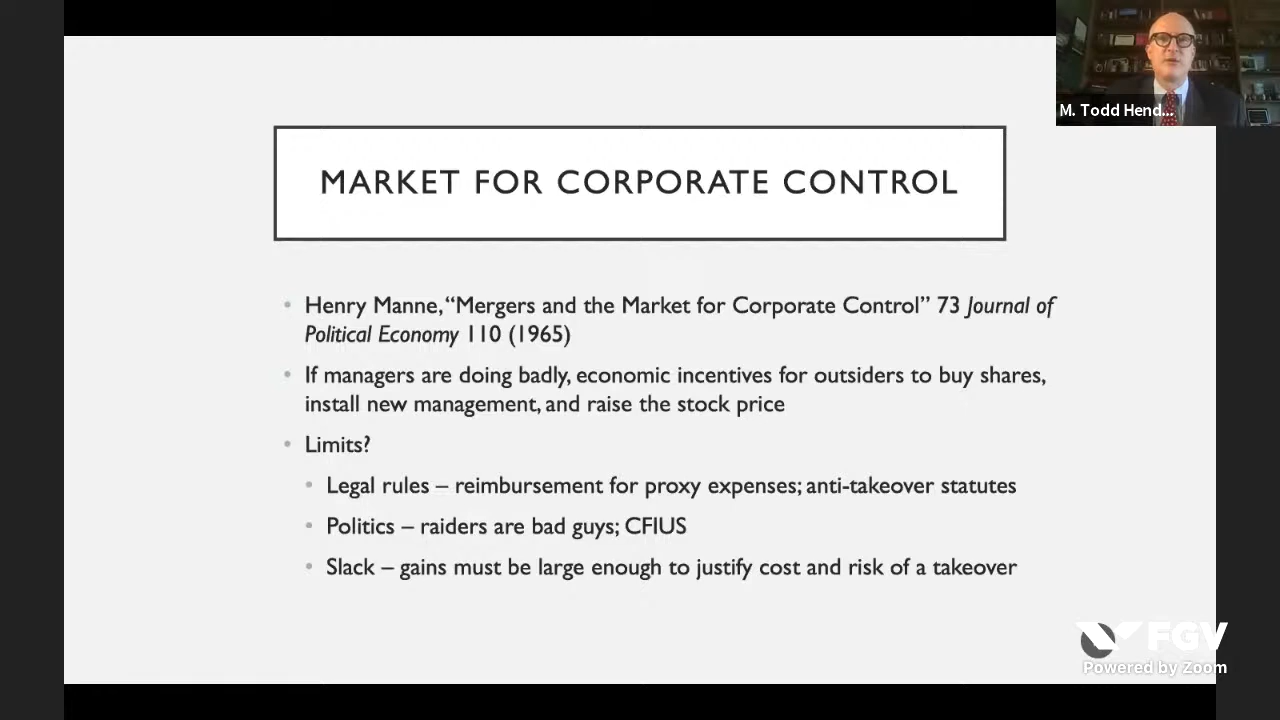 M. Todd Hend...
MARKET FOR CORPORATE CONTROL
• Henry Manne, “Mergers and the Market for Corporate Control” 73 Journal of
Political Economy 110 (1965)
• If managers are doing badly, economic incentives for outsiders to buy shares,
install new management, and raise the stock price
• Limits?
• Legal rules – reimbursement for proxy expenses; anti-takeover statutes
• Politics – raiders are bad guys; CFIUS
• Slack – gains must be large enough to justify cost and risk of a takeover
FGV
Powered by Zoom